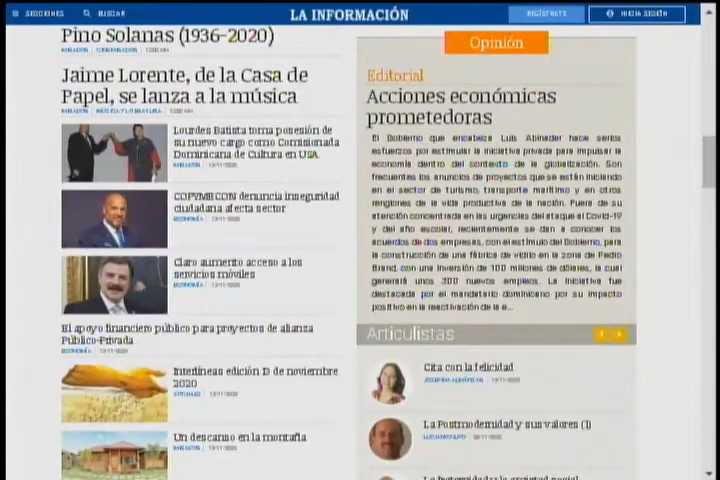 SECCIONES
BUSCAR
LA INFORMACIÓN
REGÍSTRATE
INICIA SESIÓN
Pino Solanas (1936-2020)
Jaime Lorente, de la Casa de
Papel, se lanza a la música
Lourdes Batista toma posesión de
su nuevo cargo como Comisionada
Dominicana de Cultura en USA
COPYMECON denuncia inseguridad
ciudadana afecta sector
ECONOMÍA
Claro aumento acceso a los
servicios móviles
ECONOMÍA
El apoyo financiero público para proyectos de alianza
Público-Privada
ECONOMÍA
Interlíneas edición 13 de noviembre
2020
Un descanso en la montaña
Opinión
Editorial
Acciones económicas
prometedoras
El Gobierno que encabeza Luis Abinader hace serios
esfuerzos por estimular la iniciativa privada para impulsar la
economía dentro del contexto de la globalización. Son
frecuentes los anuncios de proyectos que se están iniciando
en el sector de turismo, transporte marítimo y en otros
renglones de la vida productiva de la nación. Fuera de su
atención concentrada en las urgencias del ataque al Covid-19
y del año escolar, recientemente se dan a conocer los
acuerdos de dos empresas, con el estímulo del Gobierno, para
la construcción de una fábrica de vidrio en la zona de Pedro
Brand, con una inversión de 100 millones de dólares, la cual
generará unos 300 nuevos empleos. La iniciativa fue
destacada por el mandatario dominicano por su impacto
positivo en la reactivación de la e...
Articulistas
Cita con la felicidad
La Postmodernidad y sus valores (1)